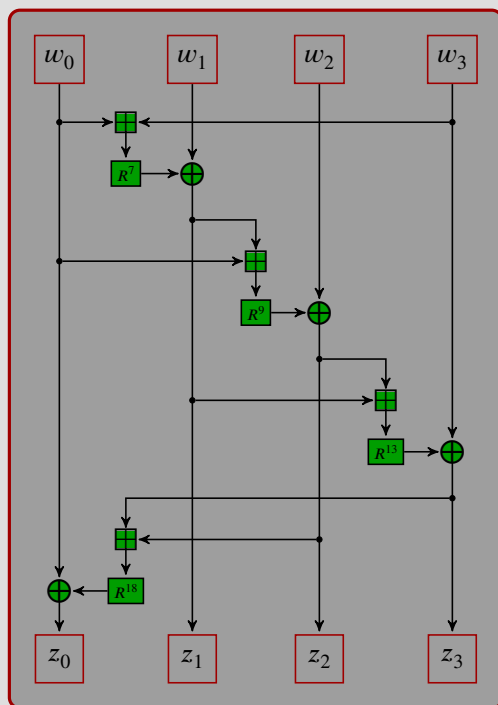 w₀ w₁ w₂ w₃
R⁷
R⁹
R¹³
R¹⁸
z₀ z₁ z₂ z₃